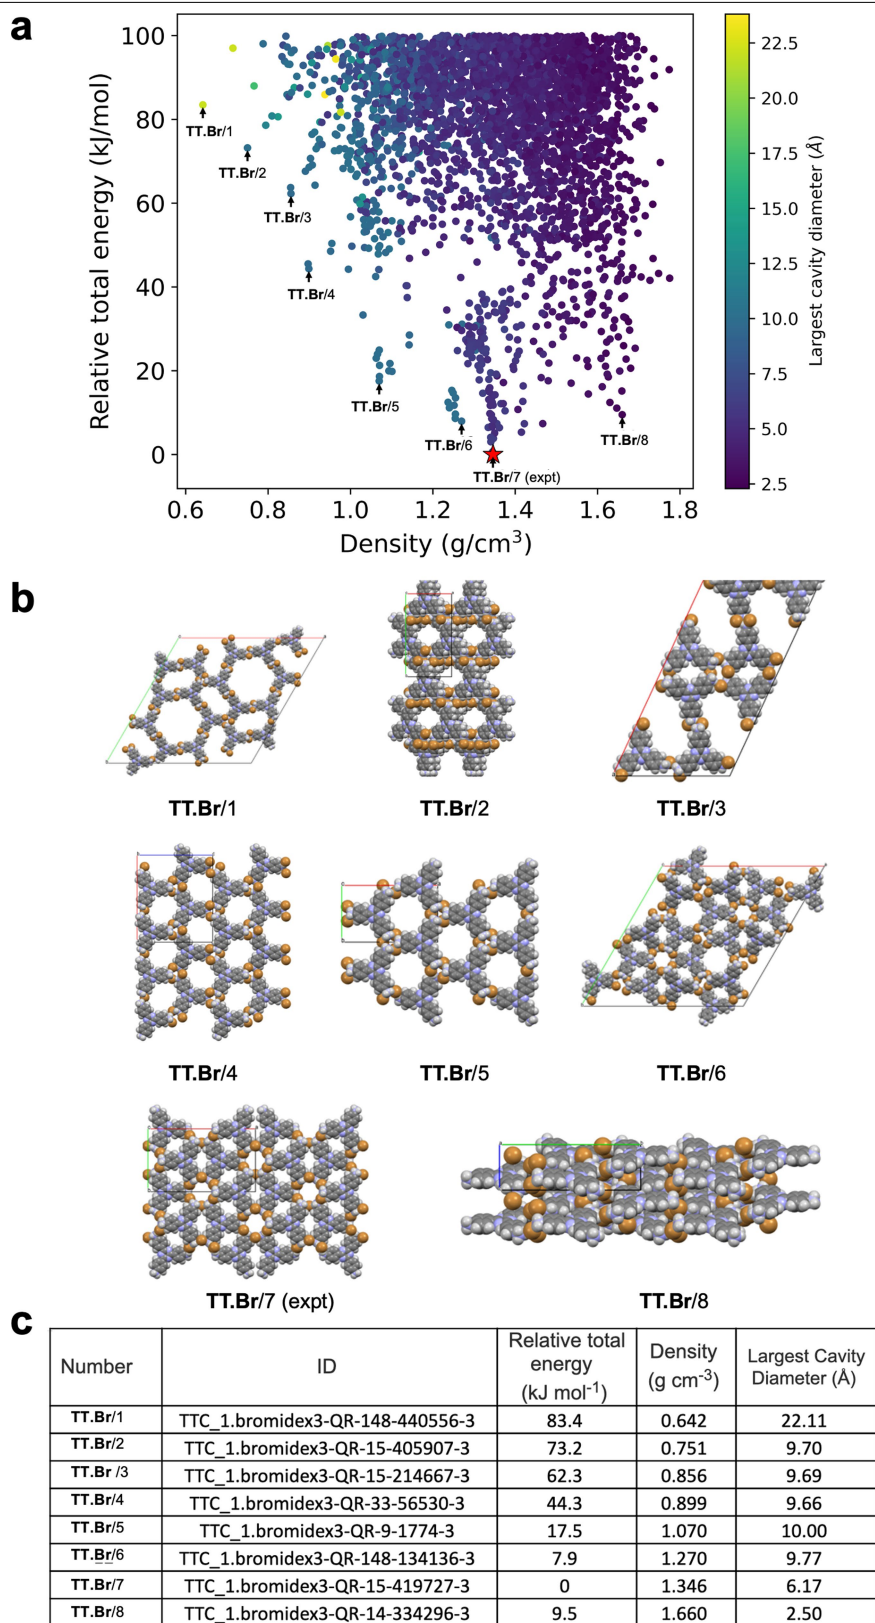 a
100
80
60
40
20
0
Relative total energy (kJ/mol)
0.6 0.8 1.0 1.2 1.4 1.6 1.8
Density (g/cm³)
TT.Br/1
TT.Br/2
TT.Br/3
TT.Br/4
TT.Br/5
TT.Br/6
TT.Br/7 (expt)
TT.Br/8
22.5
20.0
17.5
15.0
12.5
10.0
7.5
5.0
2.5
Largest cavity diameter (Å)
b
TT.Br/1 TT.Br/2 TT.Br/3
TT.Br/4 TT.Br/5 TT.Br/6
TT.Br/7 (expt) TT.Br/8
c
Number ID Relative total energy (kJ mol⁻¹) Density (g cm⁻³) Largest Cavity Diameter (Å)
TT.Br/1 TTC_1.bromidex3-QR-148-440556-3 83.4 0.642 22.11
TT.Br/2 TTC_1.bromidex3-QR-15-405907-3 73.2 0.751 9.70
TT.Br /3 TTC_1.bromidex3-QR-15-214667-3 62.3 0.856 9.69
TT.Br/4 TTC_1.bromidex3-QR-33-56530-3 44.3 0.899 9.66
TT.Br/5 TTC_1.bromidex3-QR-9-1774-3 17.5 1.070 10.00
TT.Br/6 TTC_1.bromidex3-QR-148-134136-3 7.9 1.270 9.77
TT.Br/7 TTC_1.bromidex3-QR-15-419727-3 0 1.346 6.17
TT.Br/8 TTC_1.bromidex3-QR-14-334296-3 9.5 1.660 2.50